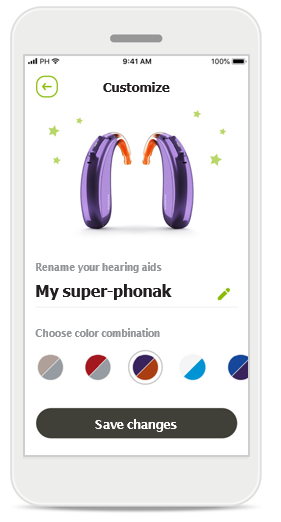 PH 9:41 AM 100%
Customize
Rename your hearing aids
My super-phonak
Choose color combination
Save changes